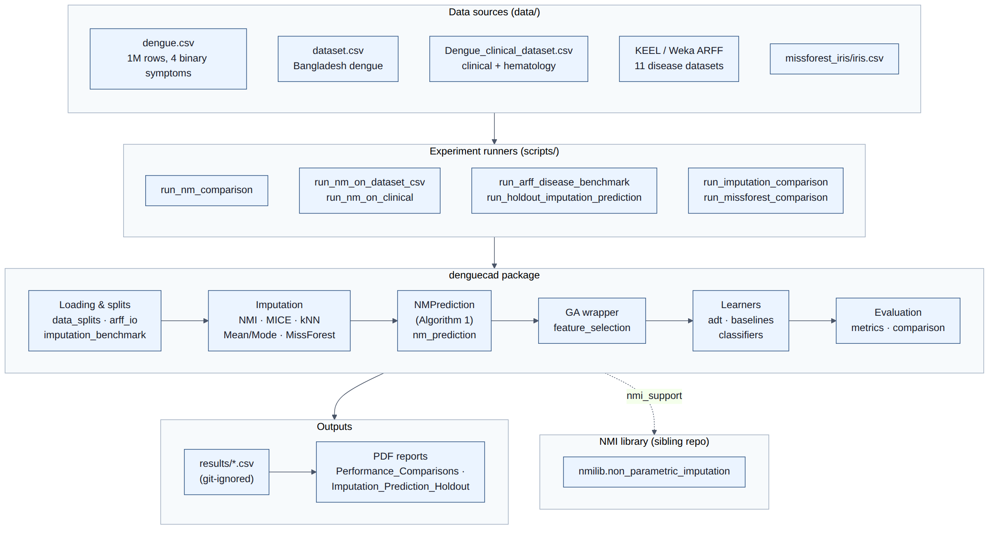 Data sources (data/)
dengue.csv
1M rows, 4 binary
symptoms
dataset.csv
Bangladesh dengue
Dengue_clinical_dataset.csv
clinical + hematology
KEEL / Weka ARFF
11 disease datasets
missforest_iris/iris.csv
Experiment runners (scripts/)
run_nm_comparison
run_nm_on_dataset_csv
run_nm_on_clinical
run_arff_disease_benchmark
run_holdout_imputation_prediction
run_imputation_comparison
run_missforest_comparison
denguecad package
Loading & splits
data_splits · arff_io
imputation_benchmark
Imputation
NMI · MICE · kNN
Mean/Mode · MissForest
NMPrediction
(Algorithm 1)
nm_prediction
GA wrapper
feature_selection
Learners
adt · baselines
classifiers
Evaluation
metrics · comparison
nmi_support
Outputs
results/*.csv
(git-ignored)
PDF reports
Performance_Comparisons ·
Imputation_Prediction_Holdout
NMI library (sibling repo)
nmilib.non_parametric_imputation